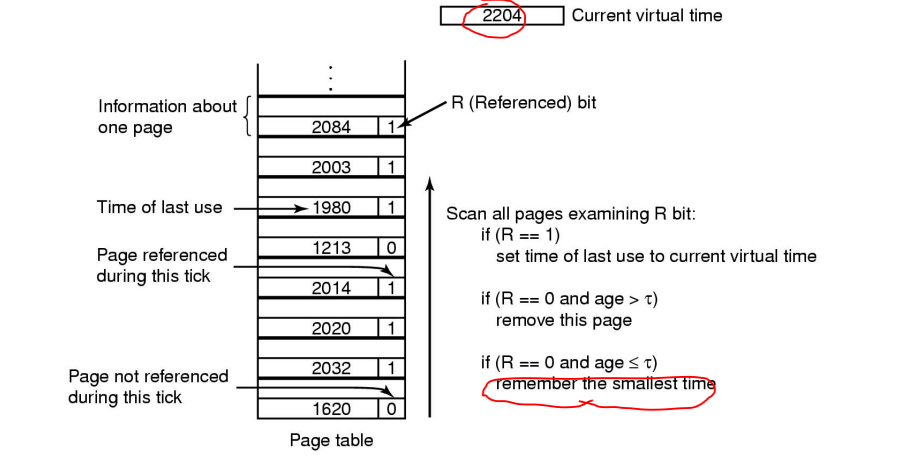 2204 Current virtual time
Information about
one page
R (Referenced) bit
2084 1
2003 1
Time of last use
1980 1
Scan all pages examining R bit:
if (R == 1)
set time of last use to current virtual time
1213 0
Page referenced
during this tick
2014 1
if (R == 0 and age > τ)
remove this page
2020 1
if (R == 0 and age ≤ τ)
remember the smallest time
2032 1
Page not referenced
during this tick
1620 0
Page table